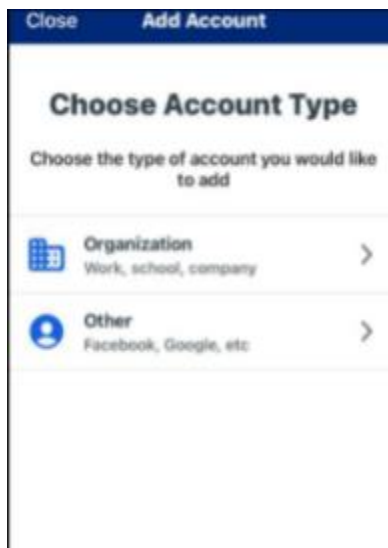 Close Add Account
Choose Account Type
Choose the type of account you would like
to add
Organization
Work, school, company
Other
Facebook, Google, etc